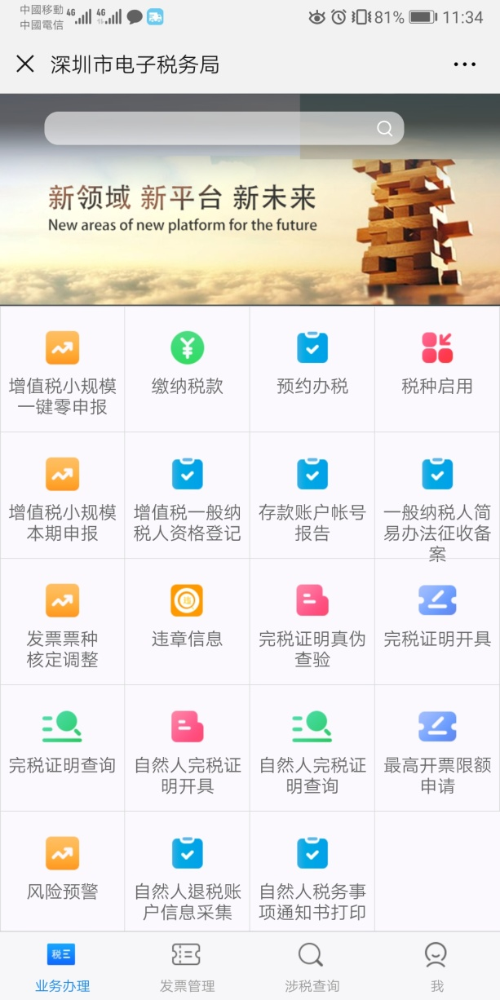 中國移動 4G 4G
中國電信
81% 11:34
深圳市电子税务局
新领域 新平台 新未来
New areas of new platform for the future
增值税小规模
一键零申报
缴纳税款
预约办税
税种启用
增值税小规模
本期申报
增值税一般纳
税人资格登记
存款账户帐号
报告
一般纳税人简
易办法征收备
案
发票票种
核定调整
违章信息
完税证明真伪
查验
完税证明开具
完税证明查询
自然人完税证
明开具
自然人完税证
明查询
最高开票限额
申请
风险预警
自然人退税账
户信息采集
自然人税务事
项通知书打印
税
业务办理
发票管理
涉税查询
我